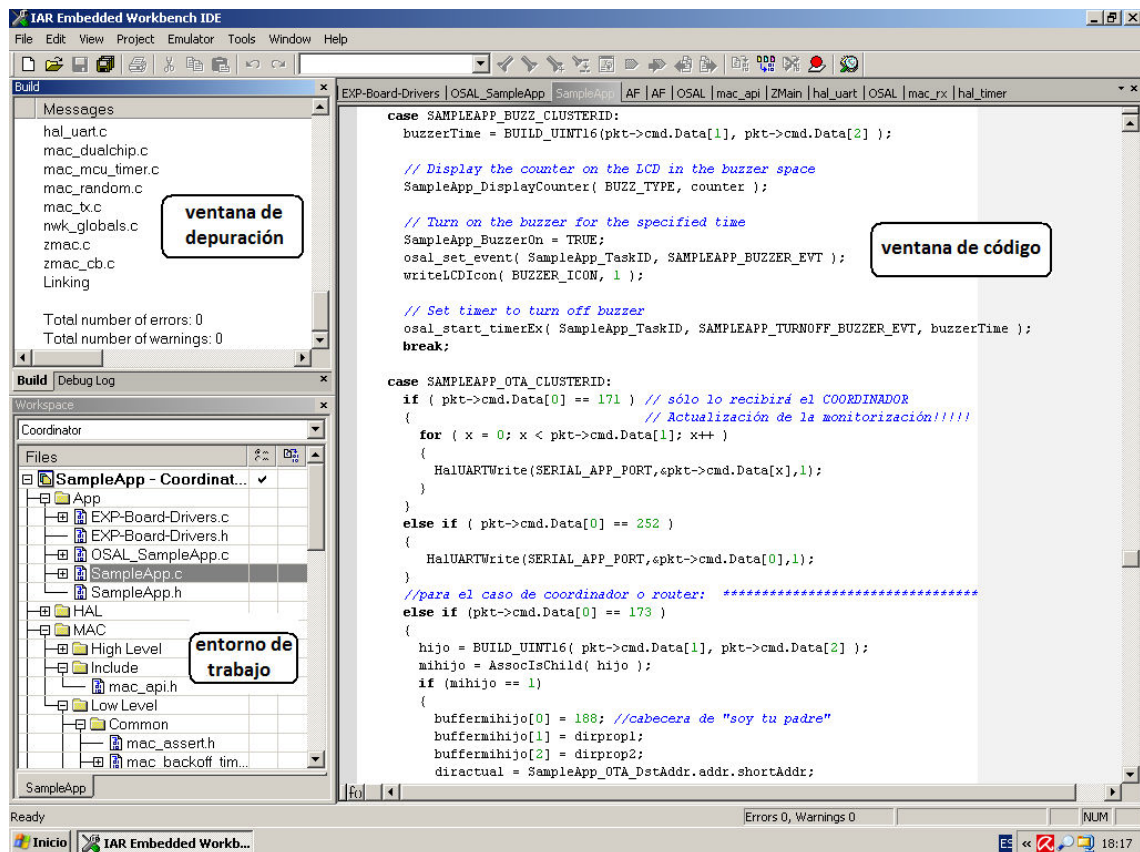 IAR Embedded Workbench IDE
File Edit View Project Emulator Tools Window Help
Build
Messages
hal_uart.c
mac_dualchip.c
mac_mcu_timer.c
mac_random.c
mac_tx.c
nwk_globals.c
zmac.c
zmac_cb.c
Linking
Total number of errors: 0
Total number of warnings: 0
ventana de
depuración
Build Debug Log
Workspace
Coordinator
Files
SampleApp - Coordinat...
App
EXP-Board-Drivers.c
EXP-Board-Drivers.h
OSAL_SampleApp.c
SampleApp.c
SampleApp.h
HAL
MAC
High Level
Include
mac_api.h
Low Level
Common
mac_assert.h
mac_backoff_tim...
entorno de
trabajo
SampleApp
EXP-Board-Drivers | OSAL_SampleApp | SampleApp | AF | AF | OSAL | mac_api | ZMain | hal_uart | OSAL | mac_rx | hal_timer
case SAMPLEAPP_BUZZ_CLUSTERID:
buzzerTime = BUILD_UINT16(pkt->cmd.Data[1], pkt->cmd.Data[2] );
// Display the counter on the LCD in the buzzer space
SampleApp_DisplayCounter( BUZZ_TYPE, counter );
// Turn on the buzzer for the specified time
SampleApp_BuzzerOn = TRUE;
osal_set_event( SampleApp_TaskID, SAMPLEAPP_BUZZER_EVT );
writeLCDIcon( BUZZER_ICON, 1 );
// Set timer to turn off buzzer
osal_start_timerEx( SampleApp_TaskID, SAMPLEAPP_TURNOFF_BUZZER_EVT, buzzerTime );
break;
case SAMPLEAPP_OTA_CLUSTERID:
if ( pkt->cmd.Data[0] == 171 ) // sólo lo recibirá el COORDINADOR
{ // Actualización de la monitorización!!!!!
for ( x = 0; x < pkt->cmd.Data[1]; x++ )
{
HalUARTWrite(SERIAL_APP_PORT,&pkt->cmd.Data[x],1);
}
}
else if ( pkt->cmd.Data[0] == 252 )
{
HalUARTWrite(SERIAL_APP_PORT,&pkt->cmd.Data[0],1);
}
//para el caso de coordinador o router: *********************************
else if (pkt->cmd.Data[0] == 173 )
{
hijo = BUILD_UINT16( pkt->cmd.Data[1], pkt->cmd.Data[2] );
mihijo = AssocIsChild( hijo );
if (mihijo == 1)
{
buffermihijo[0] = 188; //cabecera de "soy tu padre"
buffermihijo[1] = dirprop1;
buffermihijo[2] = dirprop2;
diractual = SampleApp_OTA_DstAddr.addr.shortAddr;
ventana de código
fo
Ready
Errors 0, Warnings 0
NUM
Inicio
IAR Embedded Workb...
ES
«
18:17